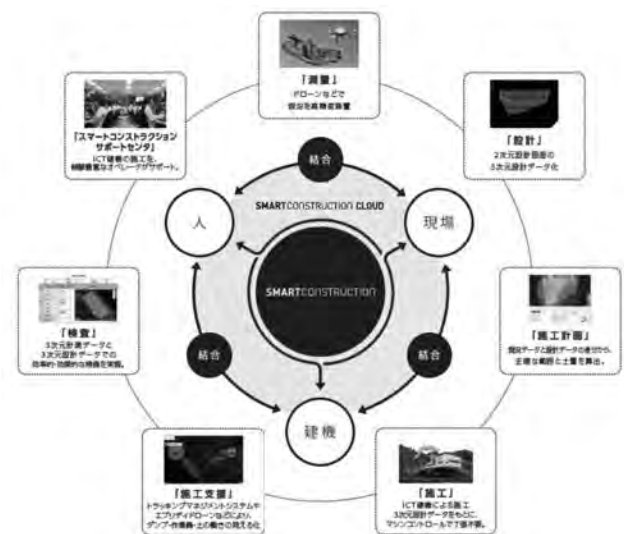 「測量」
ドローンなどで
現況を高精度測量
「スマートコンストラクション
サポートセンタ」
ICT建機の施工を、
経験豊富なオペレータがサポート。
「設計」
2次元設計図面の
3次元設計データ化
結合
SMARTCONSTRUCTION CLOUD
人
現場
SMARTCONSTRUCTION
「検査」
3次元計測データと
3次元設計データでの
効率的・効果的な検査を実施。
「施工計画」
現況データと設計データの差分から、
正確な範囲と土量を算出。
結合
結合
建機
「施工支援」
トラッキングマネジメントシステムや
エブリデイドローンなどにより、
ダンプ・作業員・土の動きの見える化
「施工」
ICT建機による施工
3次元設計データをもとに、
マシンコントロールで丁張不要。